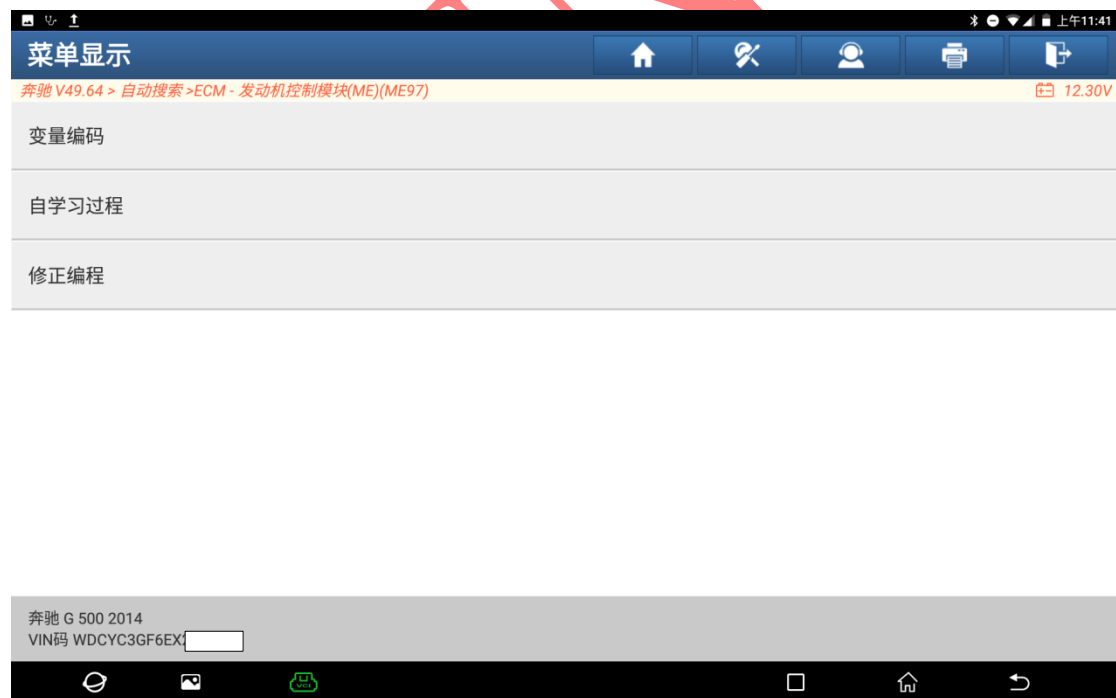 上午11:41
菜单显示
奔驰 V49.64 > 自动搜索 >ECM - 发动机控制模块(ME)(ME97)
12.30V
变量编码
自学习过程
修正编程
奔驰 G 500 2014
VIN码 WDCYC3GF6EX
VCI